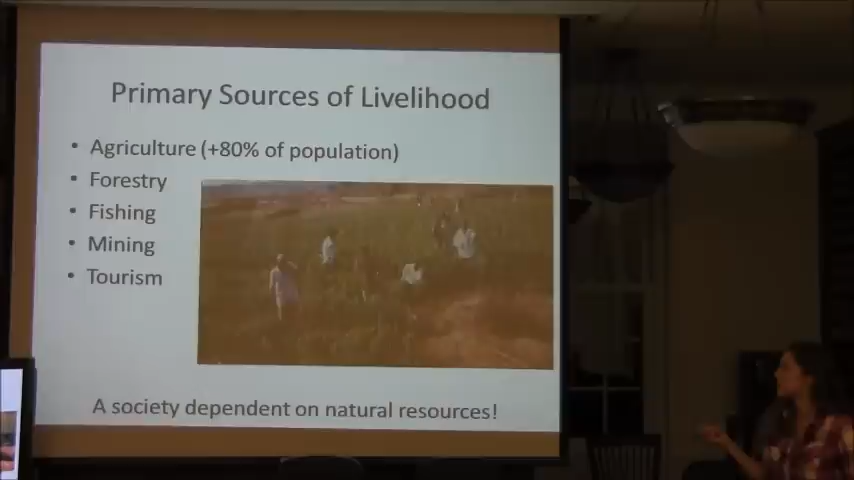 Primary Sources of Livelihood
• Agriculture (+80% of population)
• Forestry
• Fishing
• Mining
• Tourism
A society dependent on natural resources!